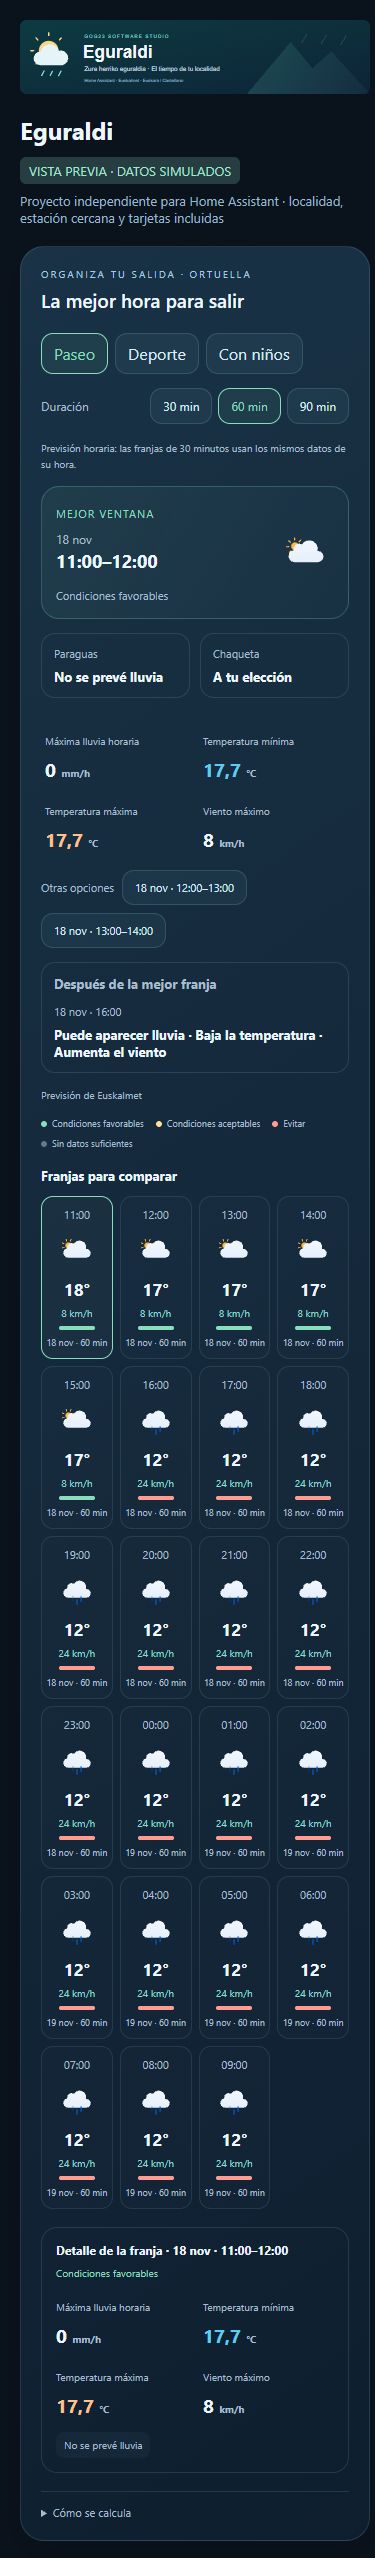 GOG23 SOFTWARE STUDIO
Eguraldi
Zure herriko eguraldia · El tiempo de tu localidad
Home Assistant · Euskalmet · Euskara / Castellano
Eguraldi
VISTA PREVIA · DATOS SIMULADOS
Proyecto independiente para Home Assistant · localidad,
estación cercana y tarjetas incluidas
ORGANIZA TU SALIDA · ORTUELLA
La mejor hora para salir
Paseo Deporte Con niños
Duración 30 min 60 min 90 min
Previsión horaria: las franjas de 30 minutos usan los mismos datos de
su hora.
MEJOR VENTANA
18 nov
11:00–12:00
Condiciones favorables
Paraguas Chaqueta
No se prevé lluvia A tu elección
Máxima lluvia horaria Temperatura mínima
0 mm/h 17,7 °C
Temperatura máxima Viento máximo
17,7 °C 8 km/h
Otras opciones 18 nov · 12:00–13:00
18 nov · 13:00–14:00
Después de la mejor franja
18 nov · 16:00
Puede aparecer lluvia · Baja la temperatura ·
Aumenta el viento
Previsión de Euskalmet
Condiciones favorables Condiciones aceptables Evitar
Sin datos suficientes
Franjas para comparar
11:00 12:00 13:00 14:00
18° 17° 17° 17°
8 km/h 8 km/h 8 km/h 8 km/h
18 nov · 60 min 18 nov · 60 min 18 nov · 60 min 18 nov · 60 min
15:00 16:00 17:00 18:00
17° 12° 12° 12°
8 km/h 24 km/h 24 km/h 24 km/h
18 nov · 60 min 18 nov · 60 min 18 nov · 60 min 18 nov · 60 min
19:00 20:00 21:00 22:00
12° 12° 12° 12°
24 km/h 24 km/h 24 km/h 24 km/h
18 nov · 60 min 18 nov · 60 min 18 nov · 60 min 18 nov · 60 min
23:00 00:00 01:00 02:00
12° 12° 12° 12°
24 km/h 24 km/h 24 km/h 24 km/h
18 nov · 60 min 19 nov · 60 min 19 nov · 60 min 19 nov · 60 min
03:00 04:00 05:00 06:00
12° 12° 12° 12°
24 km/h 24 km/h 24 km/h 24 km/h
19 nov · 60 min 19 nov · 60 min 19 nov · 60 min 19 nov · 60 min
07:00 08:00 09:00
12° 12° 12°
24 km/h 24 km/h 24 km/h
19 nov · 60 min 19 nov · 60 min 19 nov · 60 min
Detalle de la franja · 18 nov · 11:00–12:00
Condiciones favorables
Máxima lluvia horaria Temperatura mínima
0 mm/h 17,7 °C
Temperatura máxima Viento máximo
17,7 °C 8 km/h
No se prevé lluvia
Cómo se calcula